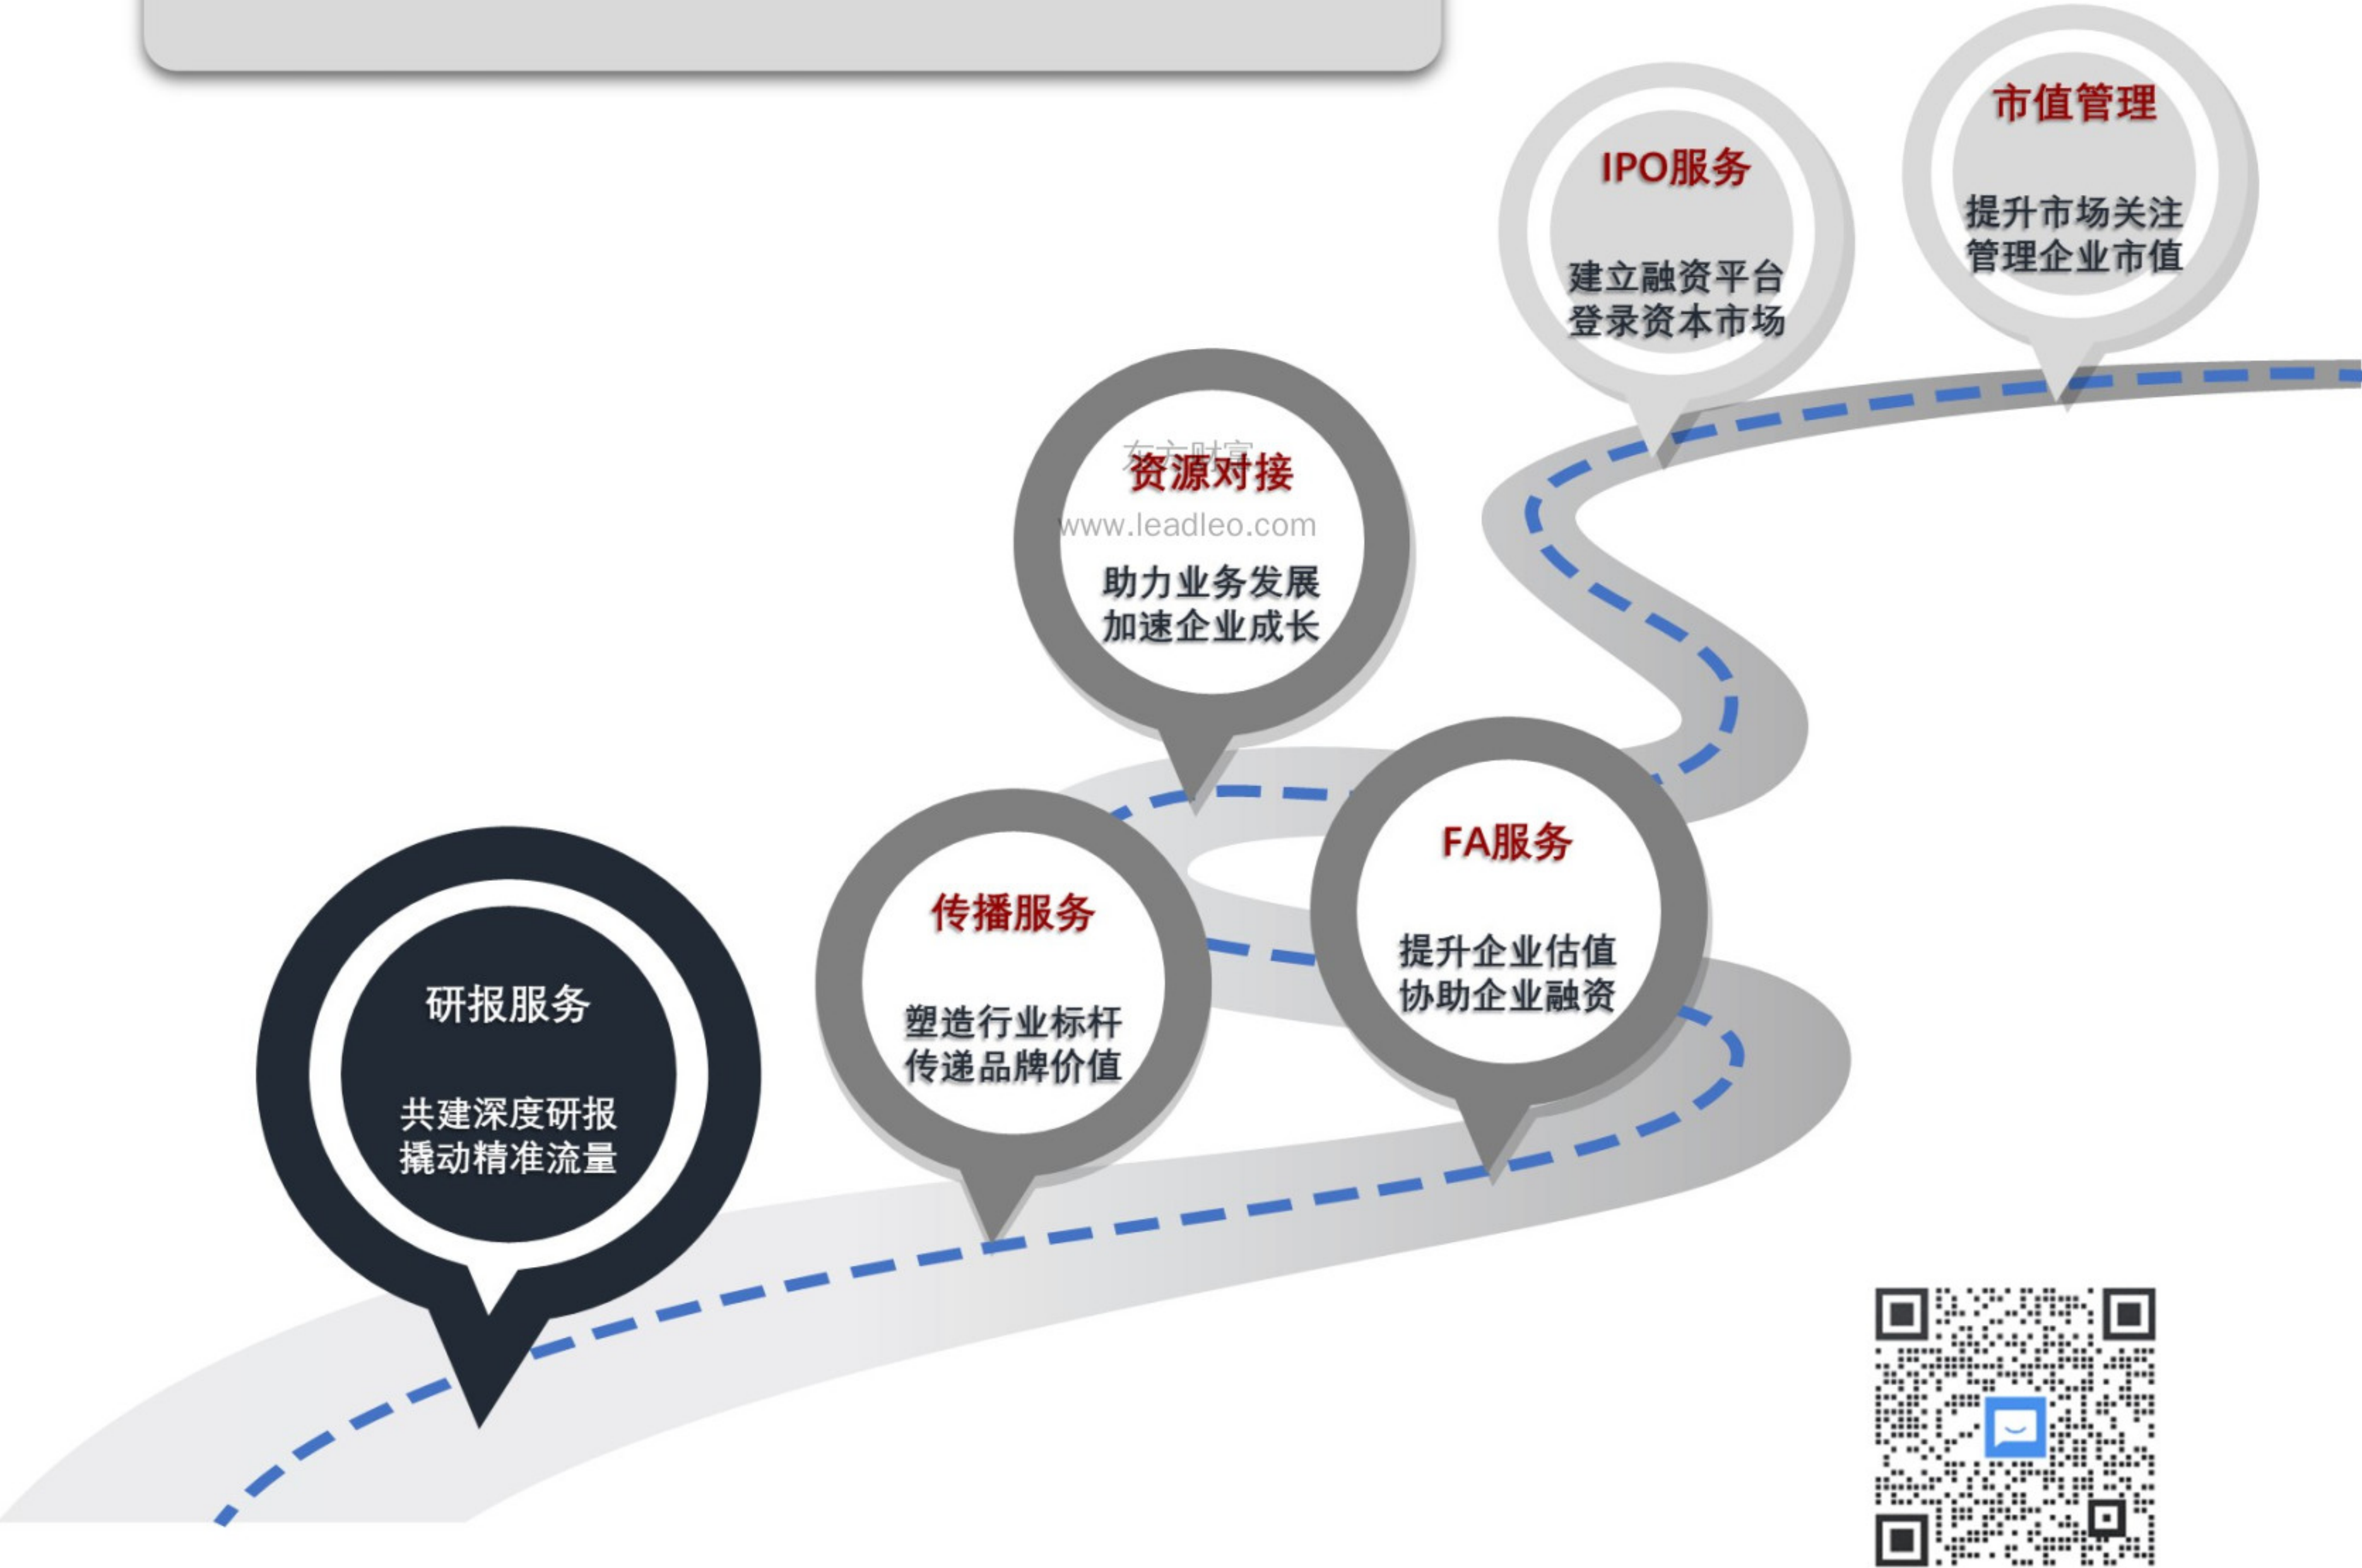 市值管理
提升市场关注
管理企业市值
IPO服务
建立融资平台
登录资本市场
东方财富
资源对接
www.leadleo.com
助力业务发展
加速企业成长
FA服务
提升企业估值
协助企业融资
传播服务
塑造行业标杆
传递品牌价值
研报服务
共建深度研报
撬动精准流量